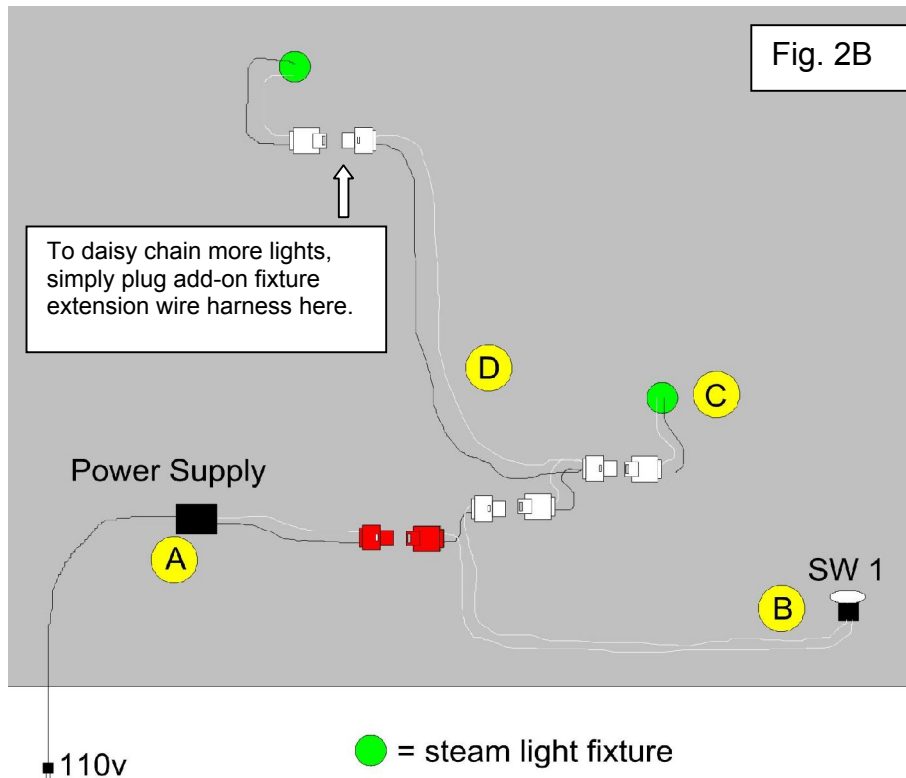 Fig. 2B
To daisy chain more lights,
simply plug add-on fixture
extension wire harness here.
D
C
Power Supply
A
SW 1
B
110v
= steam light fixture